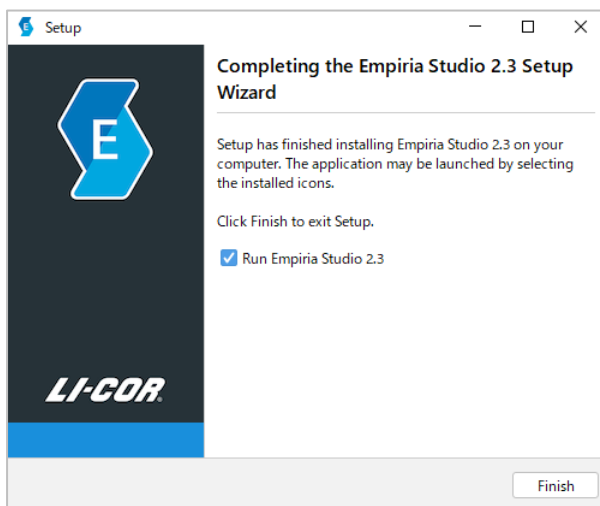 Setup
Completing the Empiria Studio 2.3 Setup
Wizard
E
Setup has finished installing Empiria Studio 2.3 on your
computer. The application may be launched by selecting
the installed icons.
Click Finish to exit Setup.
Run Empiria Studio 2.3
LI-COR.
Finish